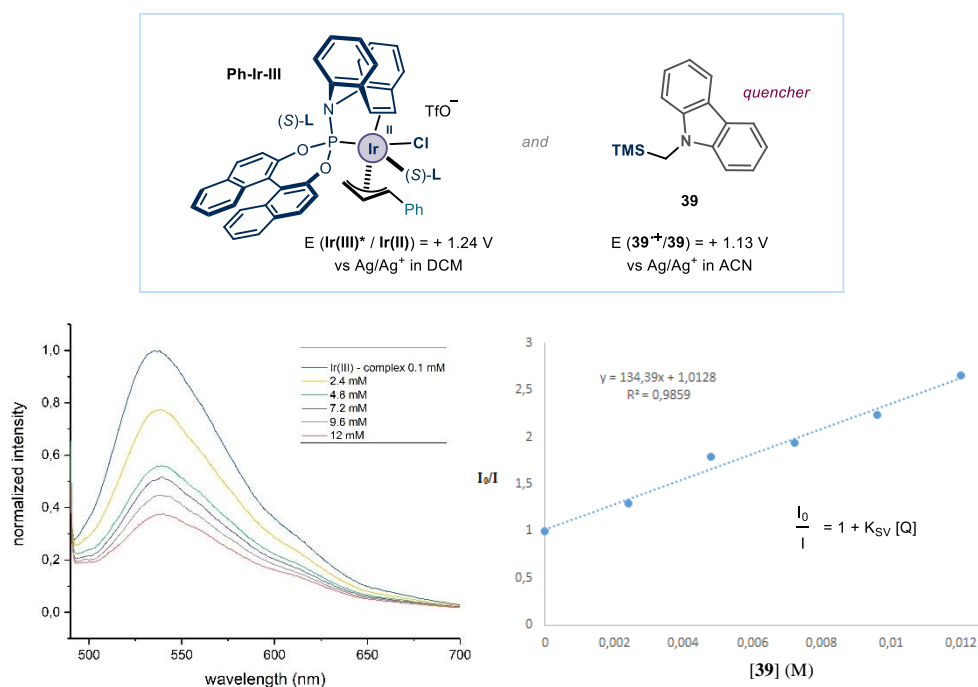 Ph-Ir-III
N
TfO⁻
quencher
(S)-L
II
P
Ir
Cl
N
O
O
(S)-L
TMS
and
Ph
39
E (Ir(III)* / Ir(II)) = + 1.24 V
vs Ag/Ag⁺ in DCM
E (39·⁺/39) = + 1.13 V
vs Ag/Ag⁺ in ACN
normalized intensity
1,0
0,8
0,6
0,4
0,2
0,0
500
550
600
650
700
wavelength (nm)
Ir(III) - complex 0.1 mM
2.4 mM
4.8 mM
7.2 mM
9.6 mM
12 mM
I₀/I
3
2,5
2
1,5
1
0,5
0
y = 134,39x + 1,0128
R² = 0,9859
I₀
I
= 1 + K_SV [Q]
0
0,002
0,004
0,006
0,008
0,01
0,012
[39] (M)